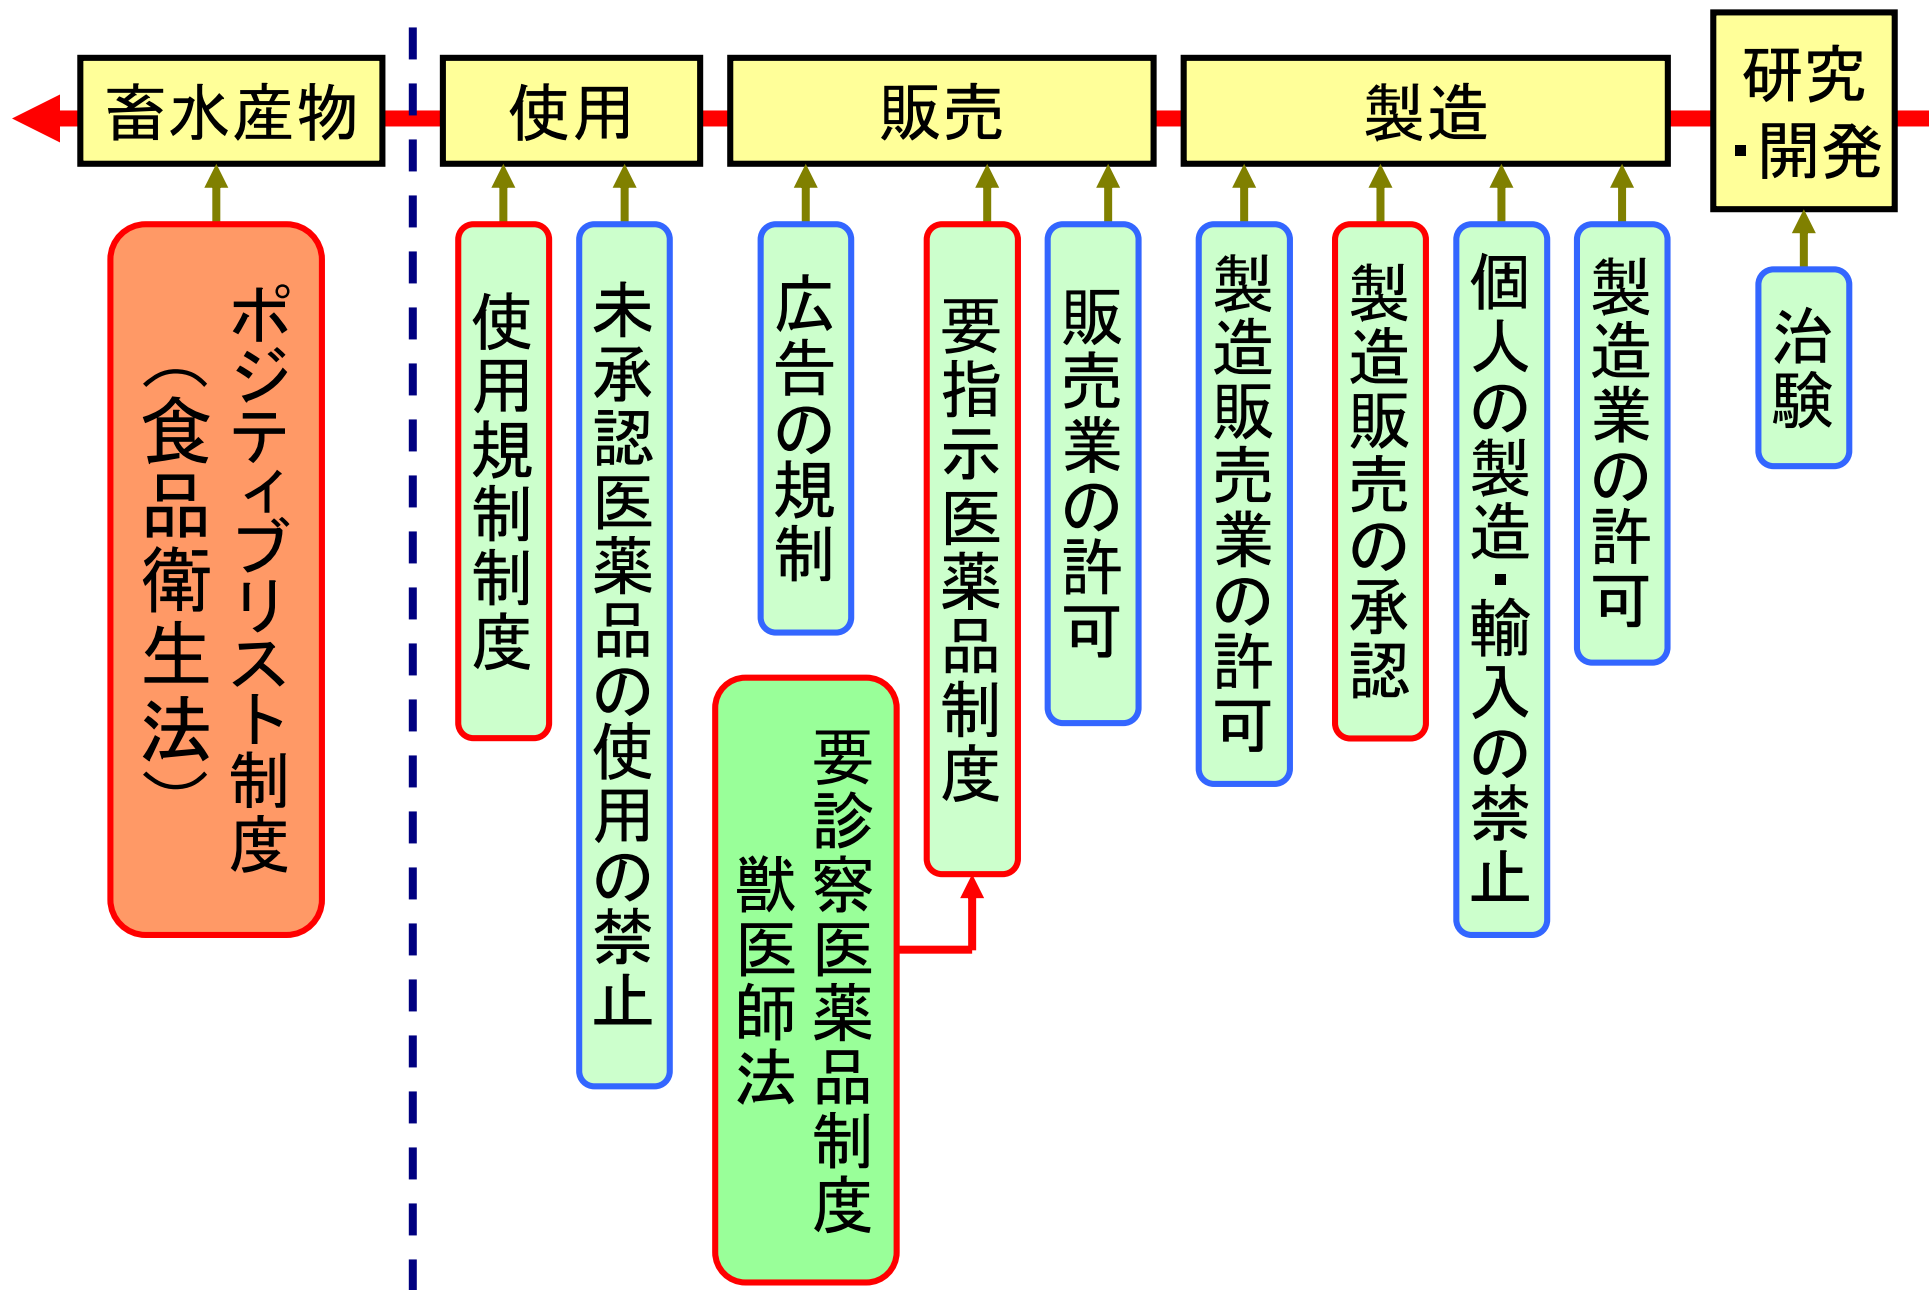 畜水産物
使用
販売
製造
研究
・開発
ポジティブリスト制度
（食品衛生法）
使用規制制度
未承認医薬品の使用の禁止
広告の規制
要指示医薬品制度
販売業の許可
製造販売業の許可
製造販売の承認
個人の製造・輸入の禁止
製造業の許可
治験
要診察医薬品制度
獣医師法